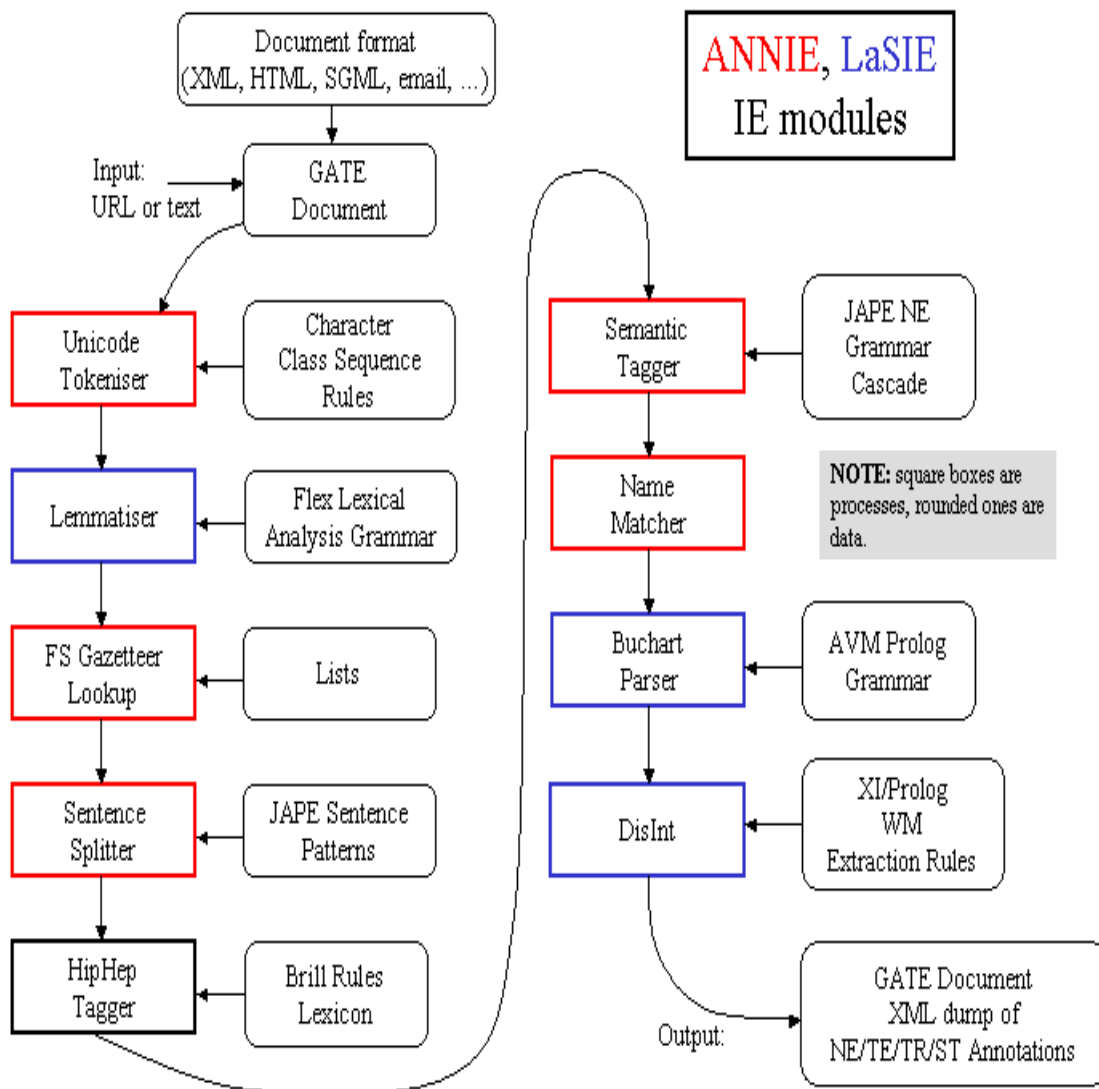 Document format
(XML, HTML, SGML, email, ...)
ANNIE, LaSIE
IE modules
Input:
URL or text
GATE
Document
Unicode
Tokeniser
Character
Class Sequence
Rules
Lemmatiser
Flex Lexical
Analysis Grammar
FS Gazetteer
Lookup
Lists
Sentence
Splitter
JAPE Sentence
Patterns
HipHep
Tagger
Brill Rules
Lexicon
Semantic
Tagger
JAPE NE
Grammar
Cascade
Name
Matcher
NOTE: square boxes are
processes, rounded ones are
data.
Buchart
Parser
AVM Prolog
Grammar
DisInt
XI/Prolog
WM
Extraction Rules
Output:
GATE Document
XML dump of
NE/TE/TR/ST Annotations